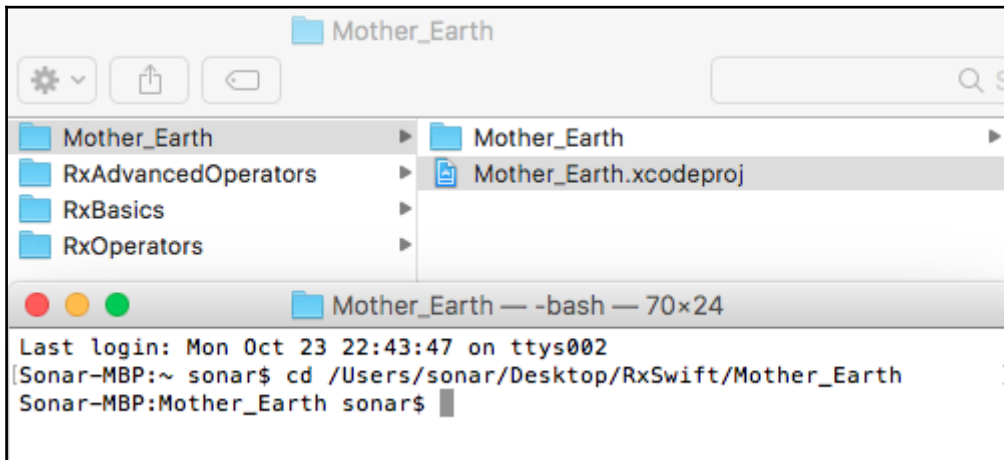 Mother_Earth
Mother_Earth
Mother_Earth
RxAdvancedOperators
Mother_Earth.xcodeproj
RxBasics
RxOperators
Mother_Earth — -bash — 70×24
Last login: Mon Oct 23 22:43:47 on ttys002
[Sonar-MBP:~ sonar$ cd /Users/sonar/Desktop/RxSwift/Mother_Earth
Sonar-MBP:Mother_Earth sonar$